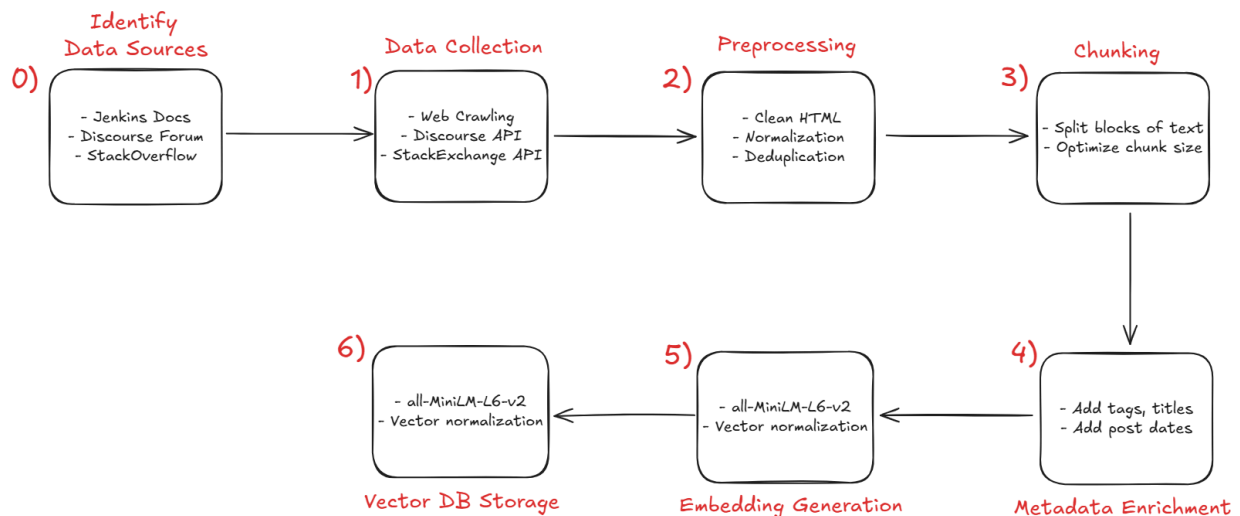 Identify
Data Sources
0)
- Jenkins Docs
- Discourse Forum
- StackOverflow
Data Collection
1)
- Web Crawling
- Discourse API
- StackExchange API
Preprocessing
2)
- Clean HTML
- Normalization
- Deduplication
Chunking
3)
- Split blocks of text
- Optimize chunk size
4)
- Add tags, titles
- Add post dates
Metadata Enrichment
5)
- all-MiniLM-L6-v2
- Vector normalization
Embedding Generation
6)
- all-MiniLM-L6-v2
- Vector normalization
Vector DB Storage